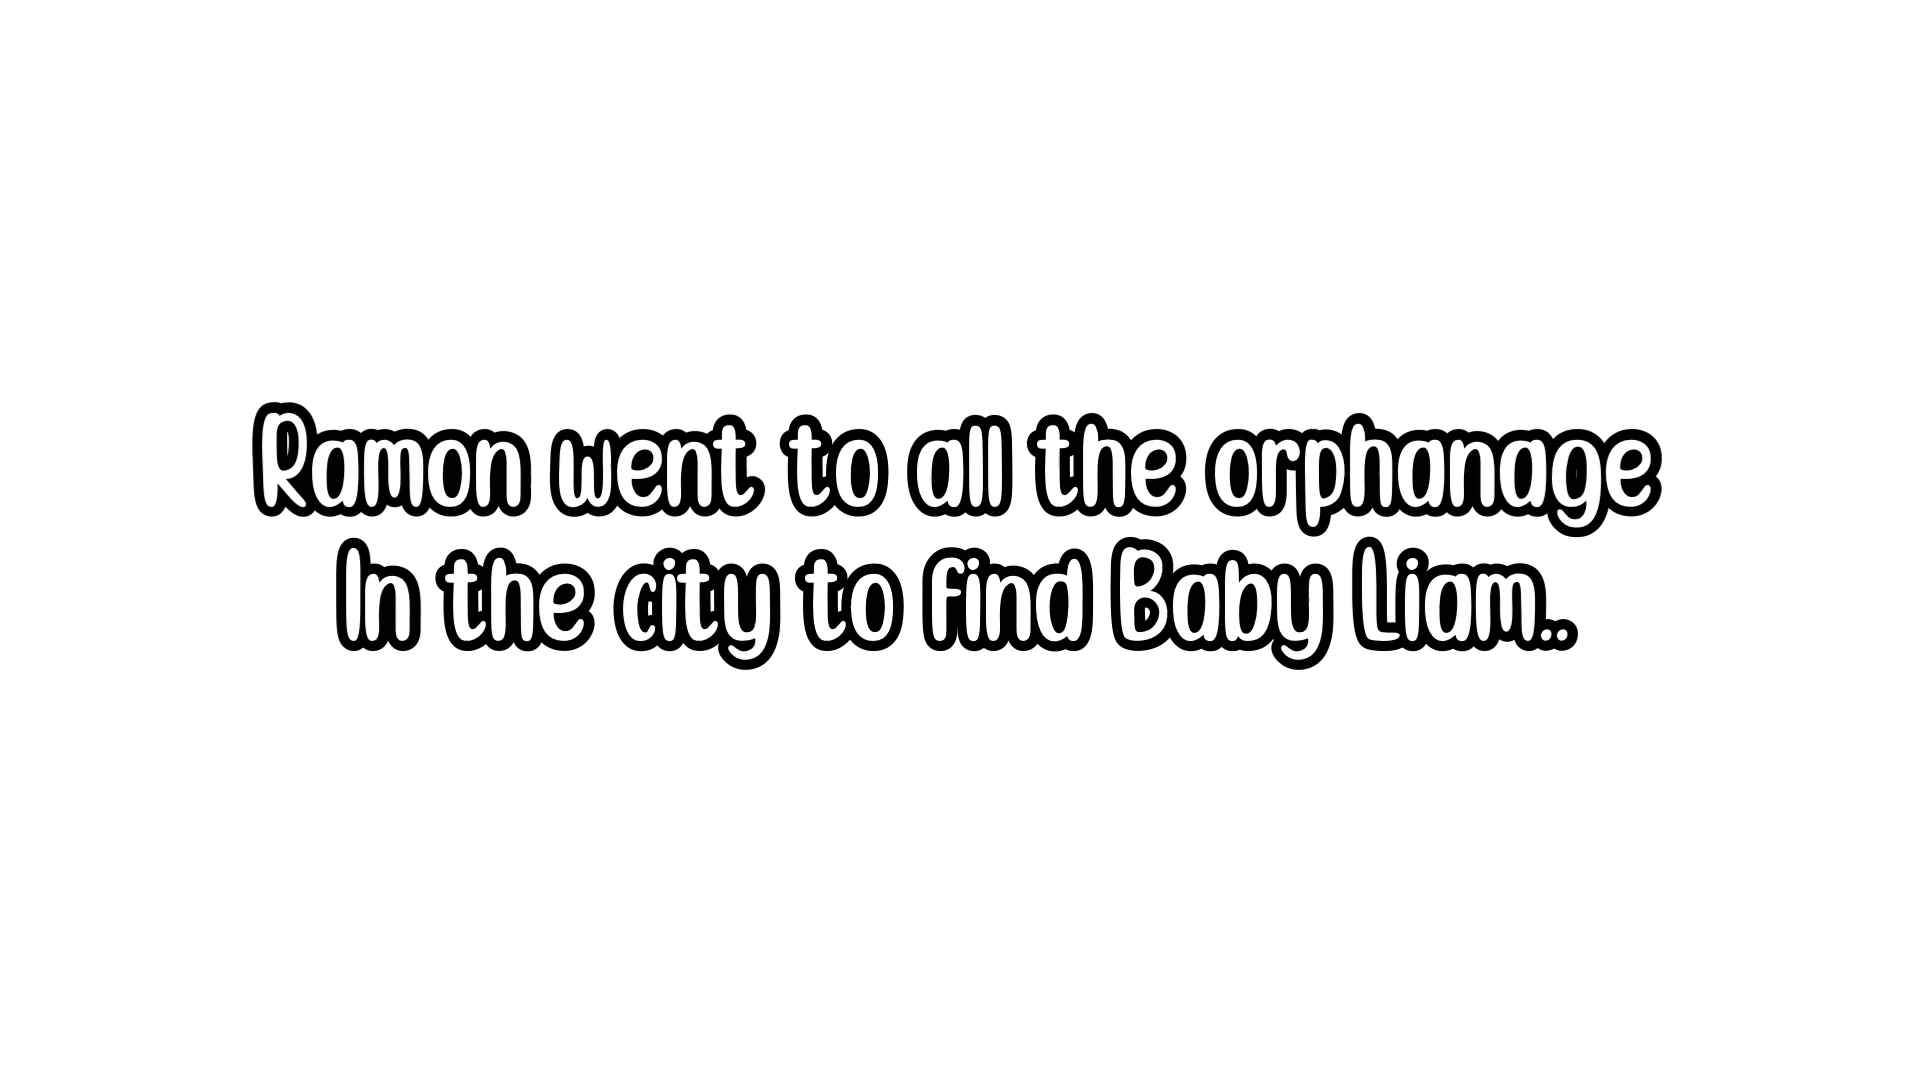 Ramon went to all the orphanage
In the city to find Baby Liam..